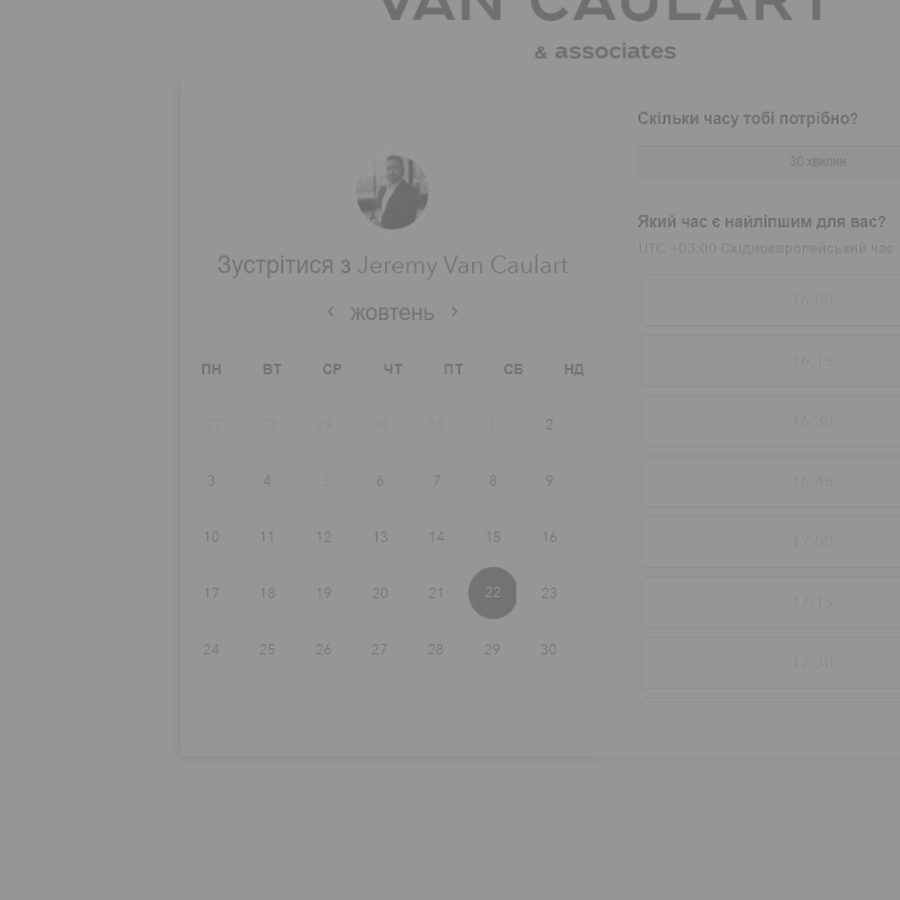 VAN CAULART
& associates
Зустрітися з Jeremy Van Caulart
жовтень
ПН ВТ СР ЧТ ПТ СБ НД
27 28 29 30 31 1 2
3 4 5 6 7 8 9
10 11 12 13 14 15 16
17 18 19 20 21 22 23
24 25 26 27 28 29 30
Скільки часу тобі потрібно?
30 хвилин
Який час є найліпшим для вас?
UTC +03:00 Східноєвропейський час
16:00
16:15
16:30
16:45
17:00
17:15
17:30